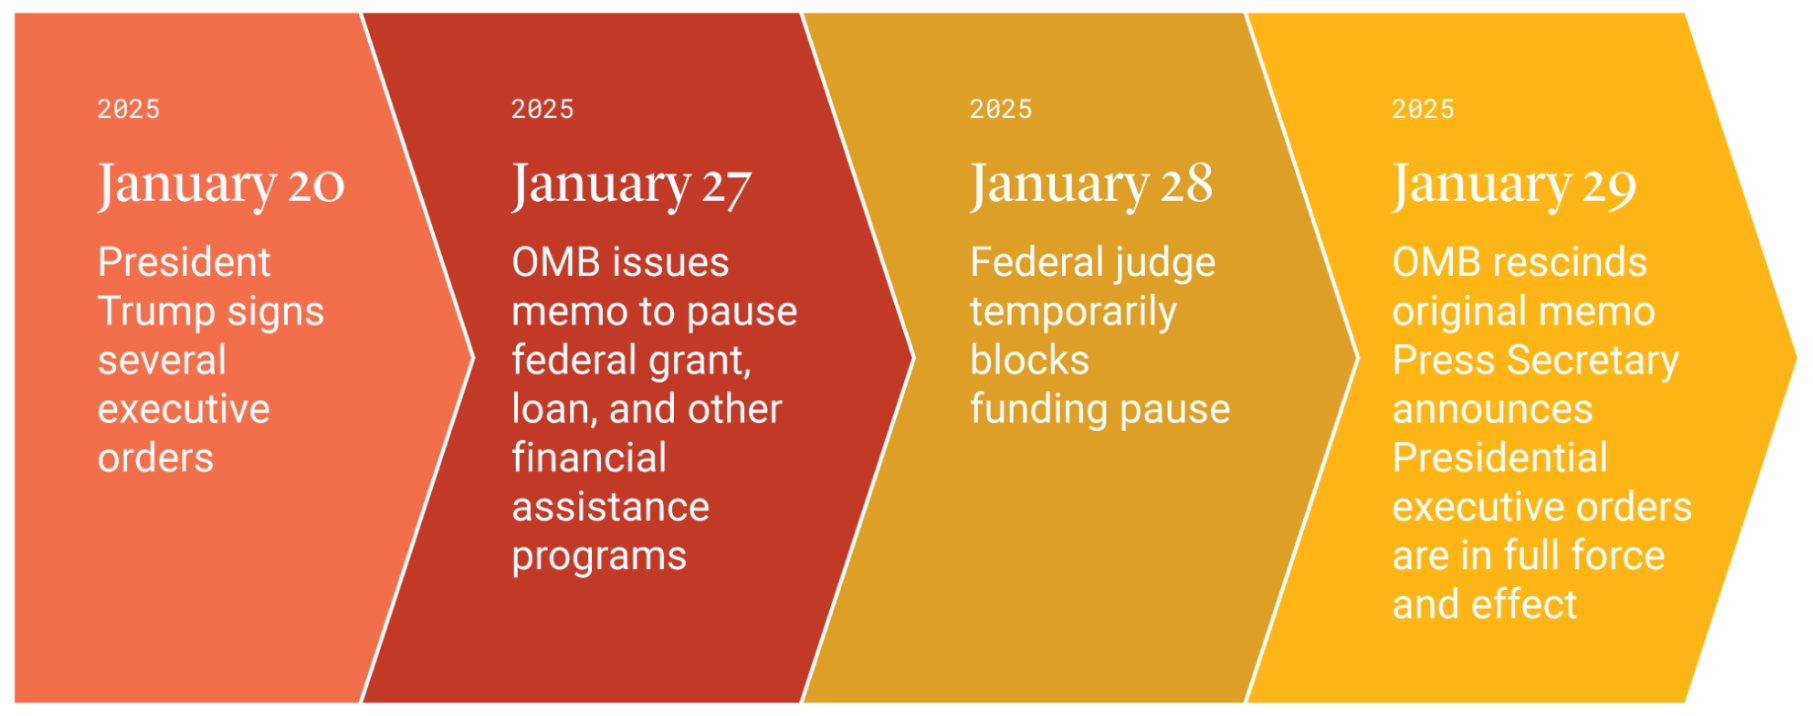 2025
January 20
President
Trump signs
several
executive
orders
2025
January 27
OMB issues
memo to pause
federal grant,
loan, and other
financial
assistance
programs
2025
January 28
Federal judge
temporarily
blocks
funding pause
2025
January 29
OMB rescinds
original memo
Press Secretary
announces
Presidential
executive orders
are in full force
and effect